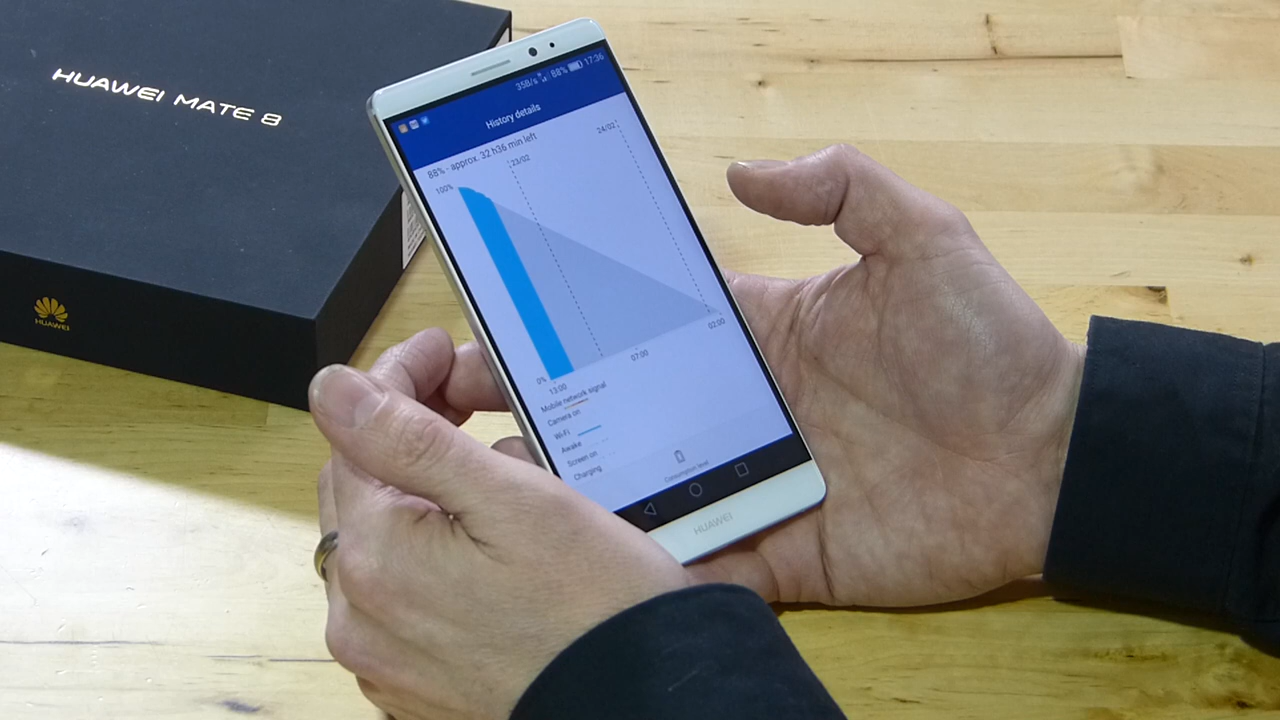 HUAWEI MATE 8
HUAWEI
35B/s 88% 17:36
History details
88% - approx. 32 h36 min left
23/02
24/02
100%
0%
13:00
07:00
02:00
Mobile network signal
Camera on
Wi-Fi
Awake
Screen on
Charging
Consumption level
HUAWEI